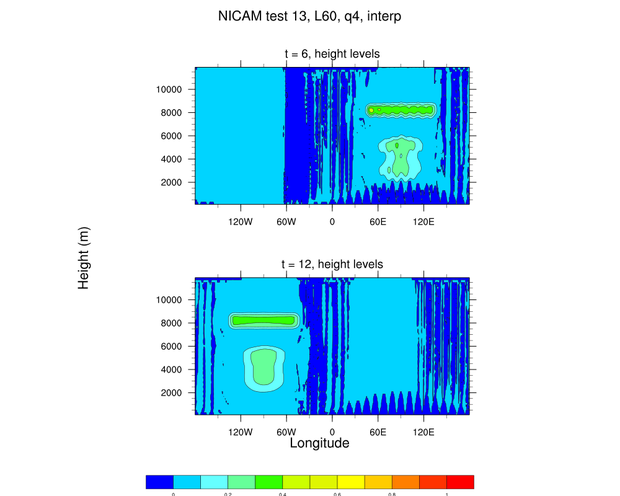 NICAM test 13, L60, q4, interp
t = 6, height levels
10000
8000
6000
4000
2000
120W 60W 0 60E 120E
Height (m)
t = 12, height levels
10000
8000
6000
4000
2000
120W 60W 0 60E 120E
Longitude
0 0.2 0.4 0.6 0.8 1